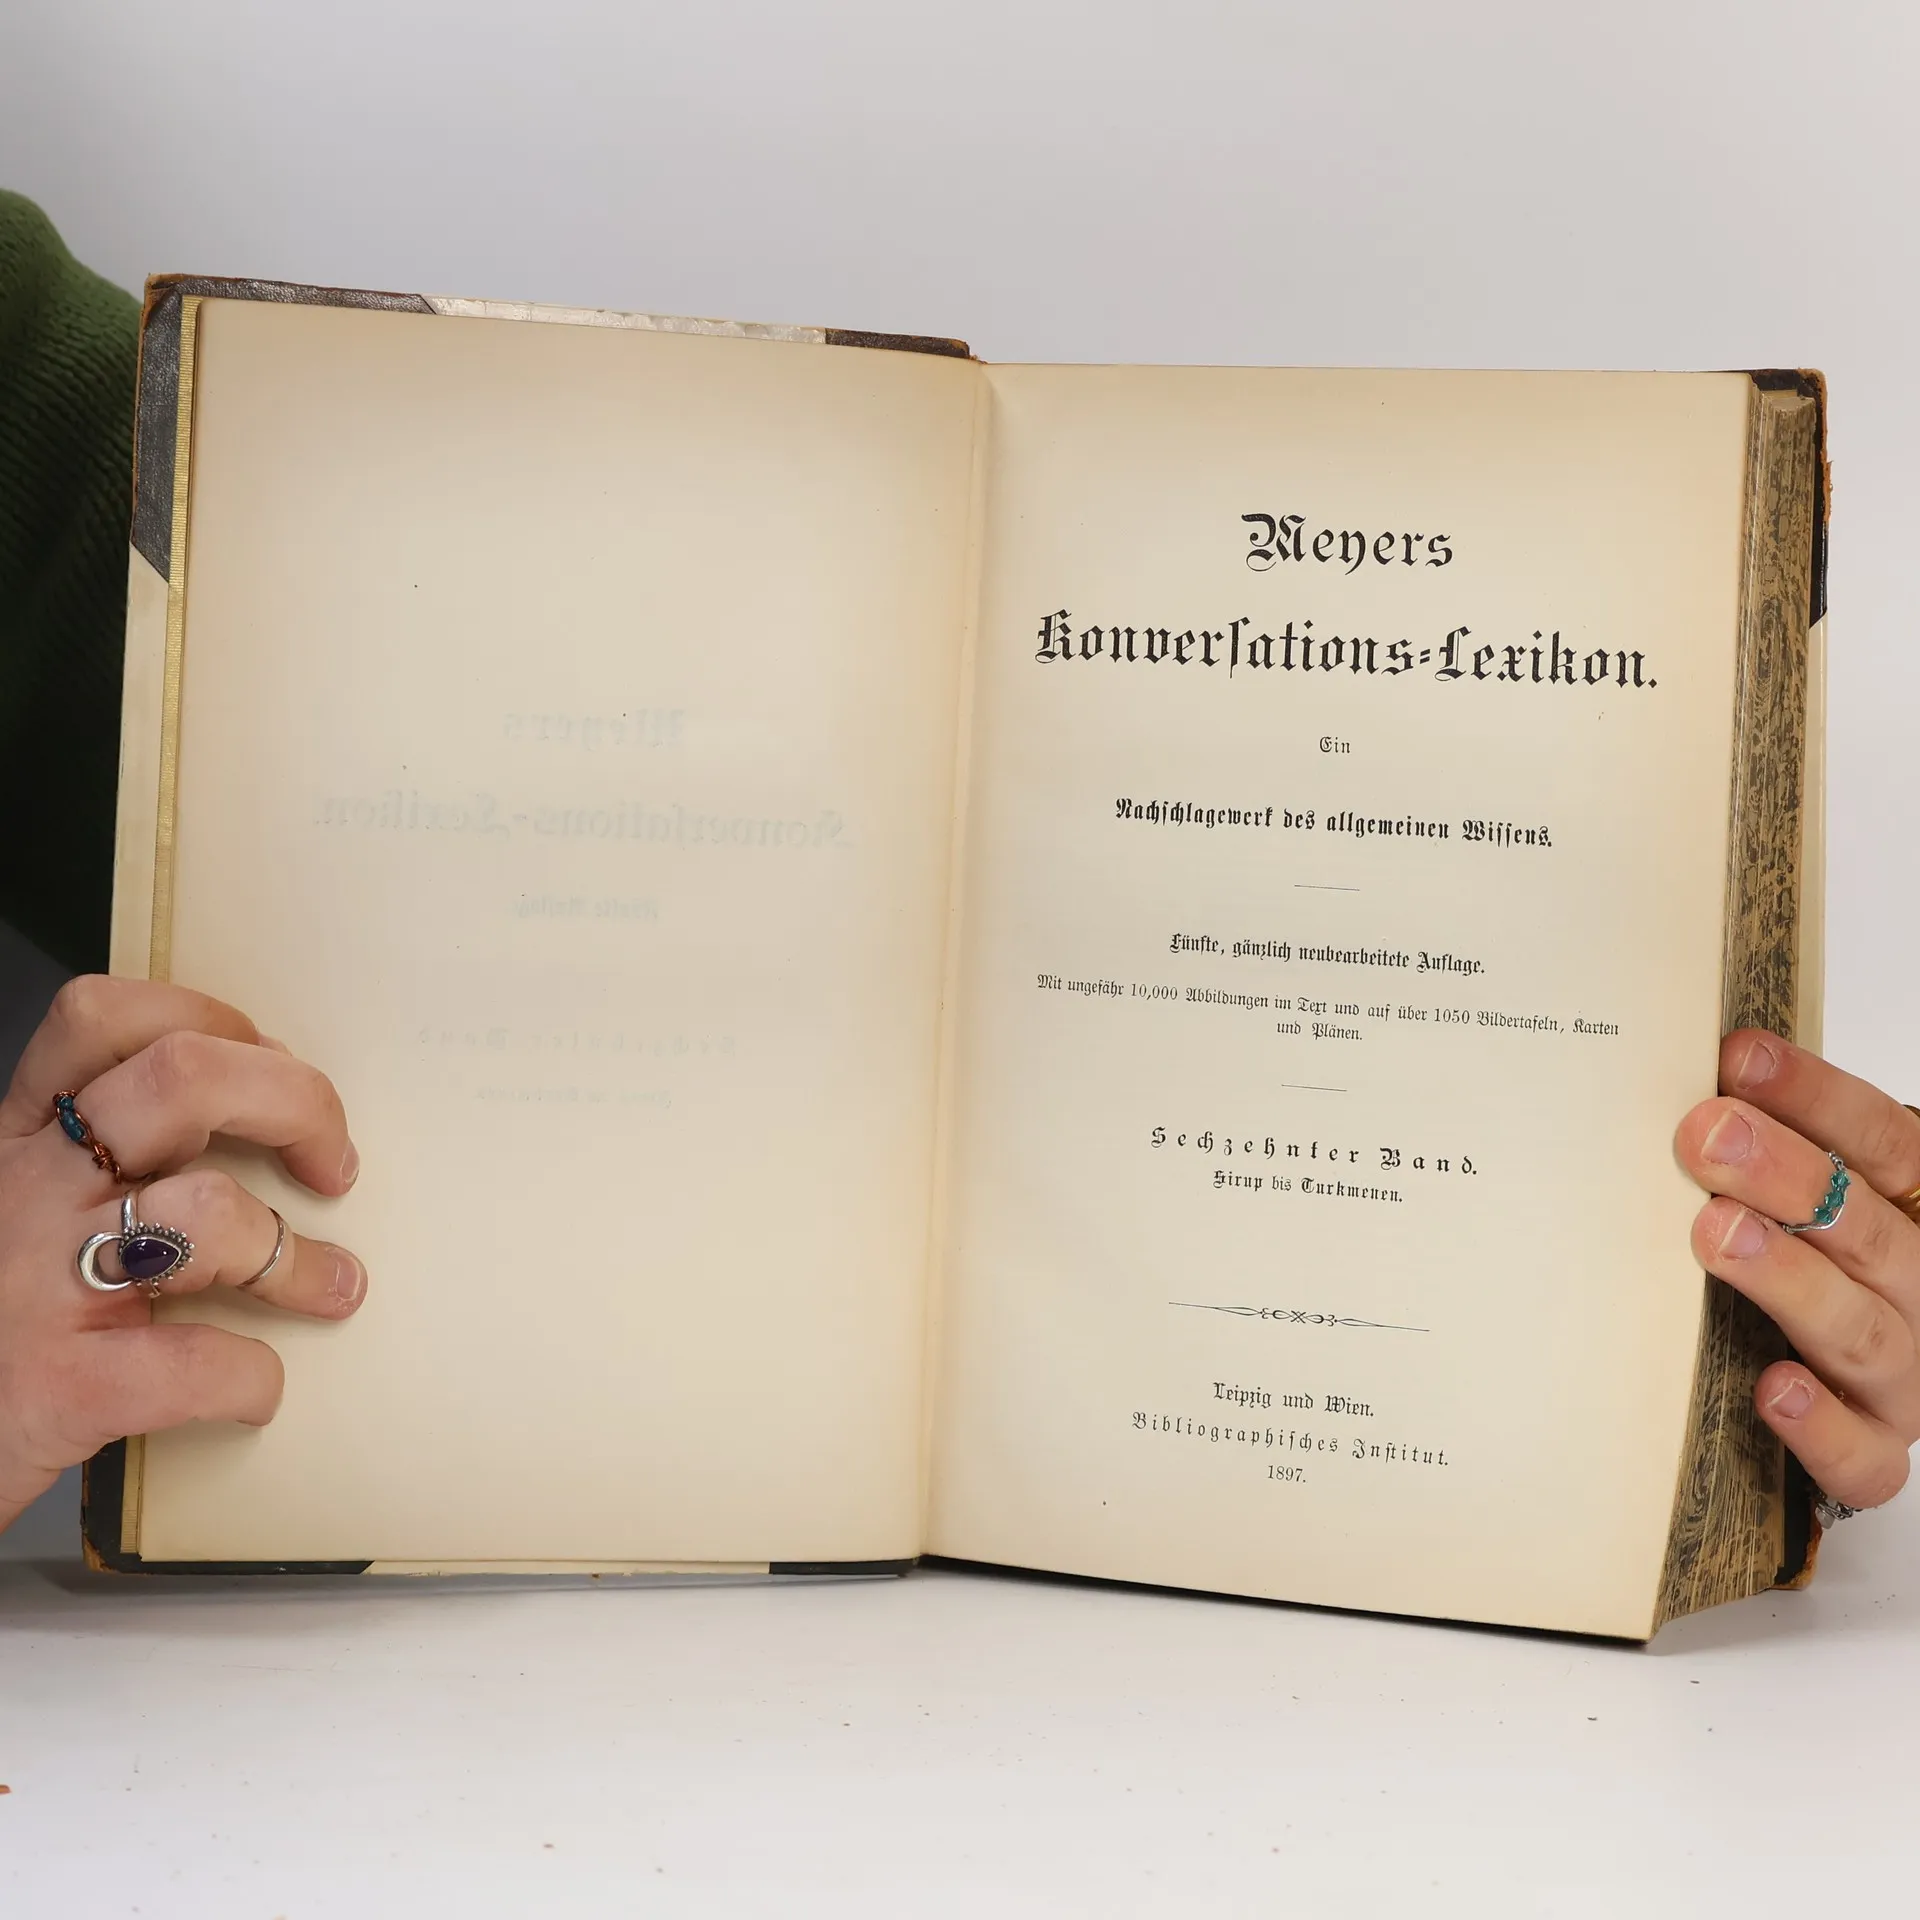 Meyers
Konverſations-Lexikon.
Ein
Nachſchlagewerk des allgemeinen Wiſſens.
Fünfte, gänzlich neubearbeitete Auflage.
Mit ungefähr 10,000 Abbildungen im Text und auf über 1050 Bildertafeln, Karten
und Plänen.
Sechzehnter Band.
Sirup bis Turkmenen.
Leipzig und Wien.
Bibliographiſches Inſtitut.
1897.